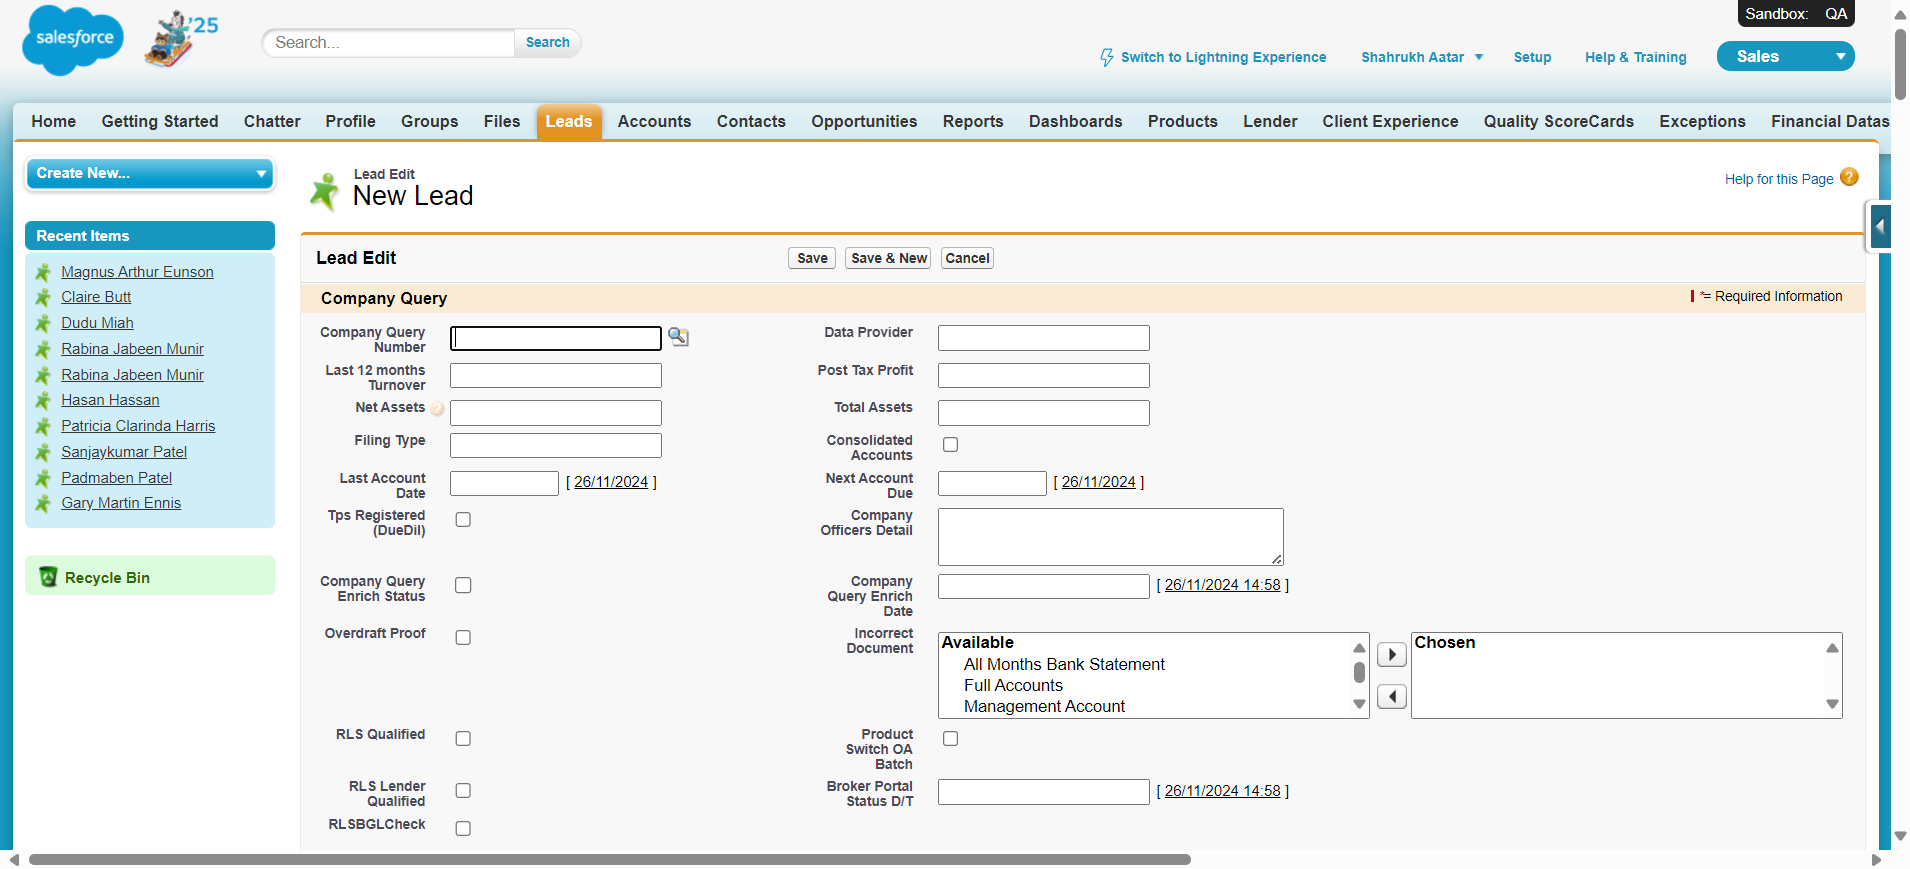 Sandbox: QA
salesforce
'25
Search...
Search
Switch to Lightning Experience
Shahrukh Aatar
Setup
Help & Training
Sales
Home
Getting Started
Chatter
Profile
Groups
Files
Leads
Accounts
Contacts
Opportunities
Reports
Dashboards
Products
Lender
Client Experience
Quality ScoreCards
Exceptions
Financial Datas
Create New...
Recent Items
Magnus Arthur Eunson
Claire Butt
Dudu Miah
Rabina Jabeen Munir
Rabina Jabeen Munir
Hasan Hassan
Patricia Clarinda Harris
Sanjaykumar Patel
Padmaben Patel
Gary Martin Ennis
Recycle Bin
Lead Edit
New Lead
Help for this Page ?
Lead Edit
Save
Save & New
Cancel
Company Query
*= Required Information
Company Query
Number
Data Provider
Last 12 months
Turnover
Post Tax Profit
Net Assets ?
Total Assets
Filing Type
Consolidated
Accounts
Last Account
Date
[ 26/11/2024 ]
Next Account
Due
[ 26/11/2024 ]
Tps Registered
(DueDil)
Company
Officers Detail
Company Query
Enrich Status
Company
Query Enrich
Date
[ 26/11/2024 14:58 ]
Overdraft Proof
Incorrect
Document
Available
All Months Bank Statement
Full Accounts
Management Account
Chosen
RLS Qualified
Product
Switch OA
Batch
RLS Lender
Qualified
Broker Portal
Status D/T
[ 26/11/2024 14:58 ]
RLSBGLCheck